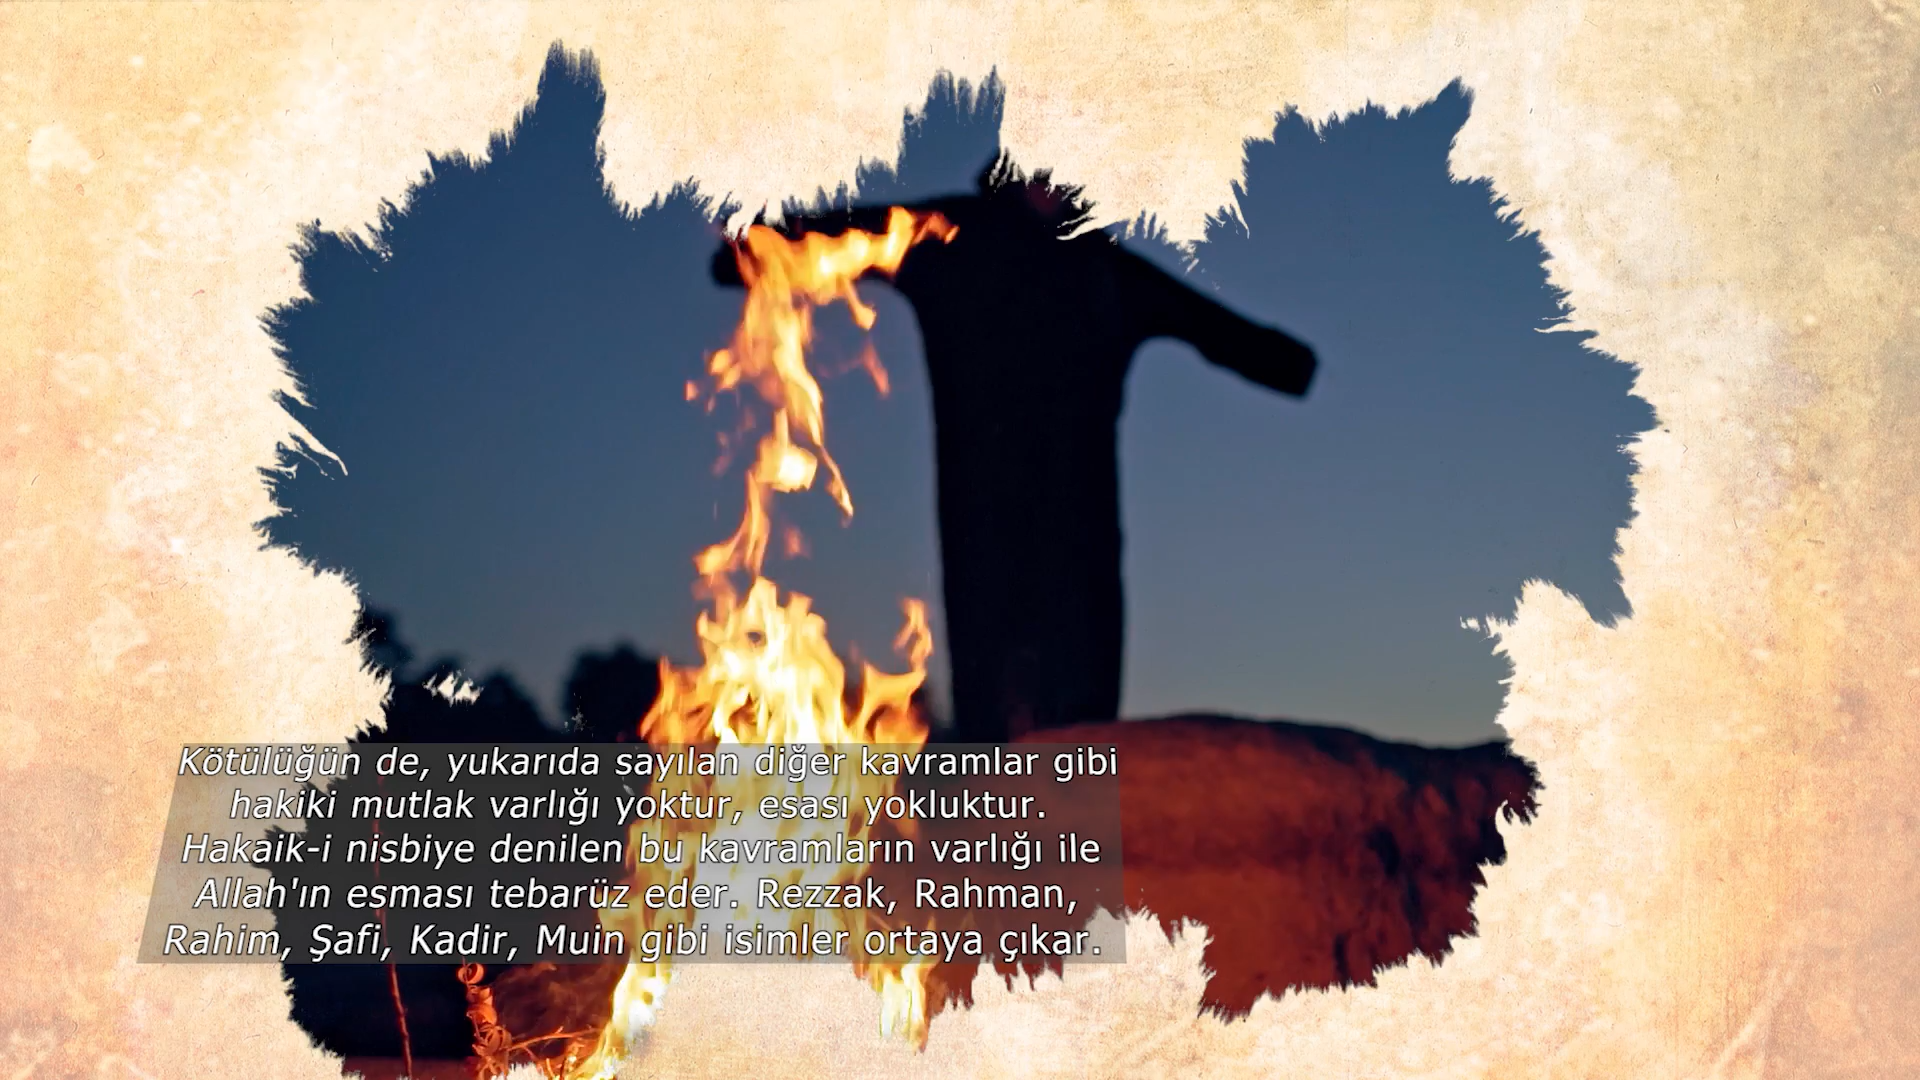 Kötülüğün de, yukarıda sayılan diğer kavramlar gibi
hakiki mutlak varlığı yoktur, esası yokluktur.
Hakaik-i nisbiye denilen bu kavramların varlığı ile
Allah'ın esması tebarüz eder. Rezzak, Rahman,
Rahim, Şafi, Kadir, Muin gibi isimler ortaya çıkar.